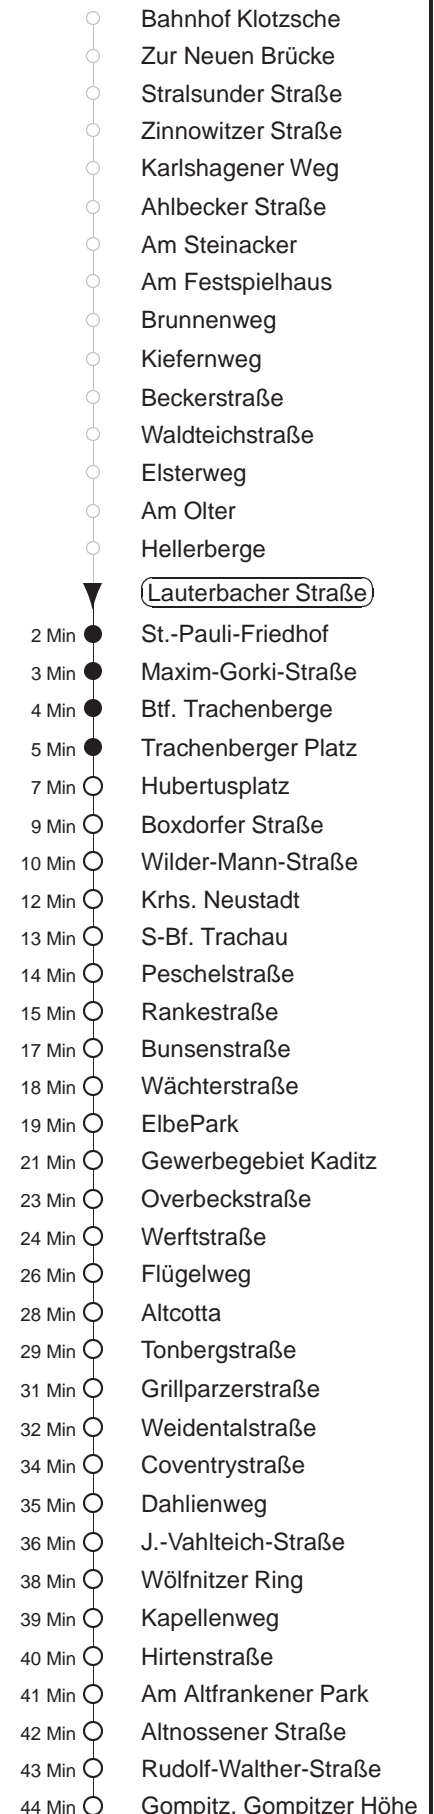 Bahnhof Klotzsche
Zur Neuen Brücke
Stralsunder Straße
Zinnowitzer Straße
Karlshagener Weg
Ahlbecker Straße
Am Steinacker
Am Festspielhaus
Brunnenweg
Kiefernweg
Beckerstraße
Waldteichstraße
Elsterweg
Am Olter
Hellerberge
Lauterbacher Straße
2 Min St.-Pauli-Friedhof
3 Min Maxim-Gorki-Straße
4 Min Btf. Trachenberge
5 Min Trachenberger Platz
7 Min Hubertusplatz
9 Min Boxdorfer Straße
10 Min Wilder-Mann-Straße
12 Min Krhs. Neustadt
13 Min S-Bf. Trachau
14 Min Peschelstraße
15 Min Rankestraße
17 Min Bunsenstraße
18 Min Wächterstraße
19 Min ElbePark
21 Min Gewerbegebiet Kaditz
23 Min Overbeckstraße
24 Min Werftstraße
26 Min Flügelweg
28 Min Altcotta
29 Min Tonbergstraße
31 Min Grillparzerstraße
32 Min Weidentalstraße
34 Min Coventrystraße
35 Min Dahlienweg
36 Min J.-Vahlteich-Straße
38 Min Wölfnitzer Ring
39 Min Kapellenweg
40 Min Hirtenstraße
41 Min Am Altfrankener Park
42 Min Altnossener Straße
43 Min Rudolf-Walther-Straße
44 Min Gompitz, Gompitzer Höhe